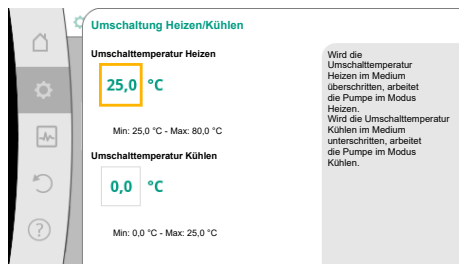 Umschaltung Heizen/Kühlen
Umschalttemperatur Heizen
25,0 °C
Min: 25,0 °C - Max: 80,0 °C
Umschalttemperatur Kühlen
0,0 °C
Min: 0,0 °C - Max: 25,0 °C
Wird die
Umschalttemperatur
Heizen im Medium
überschritten, arbeitet
die Pumpe im Modus
Heizen.
Wird die Umschalttemperatur
Kühlen im Medium
unterschritten, arbeitet
die Pumpe im Modus
Kühlen.
?